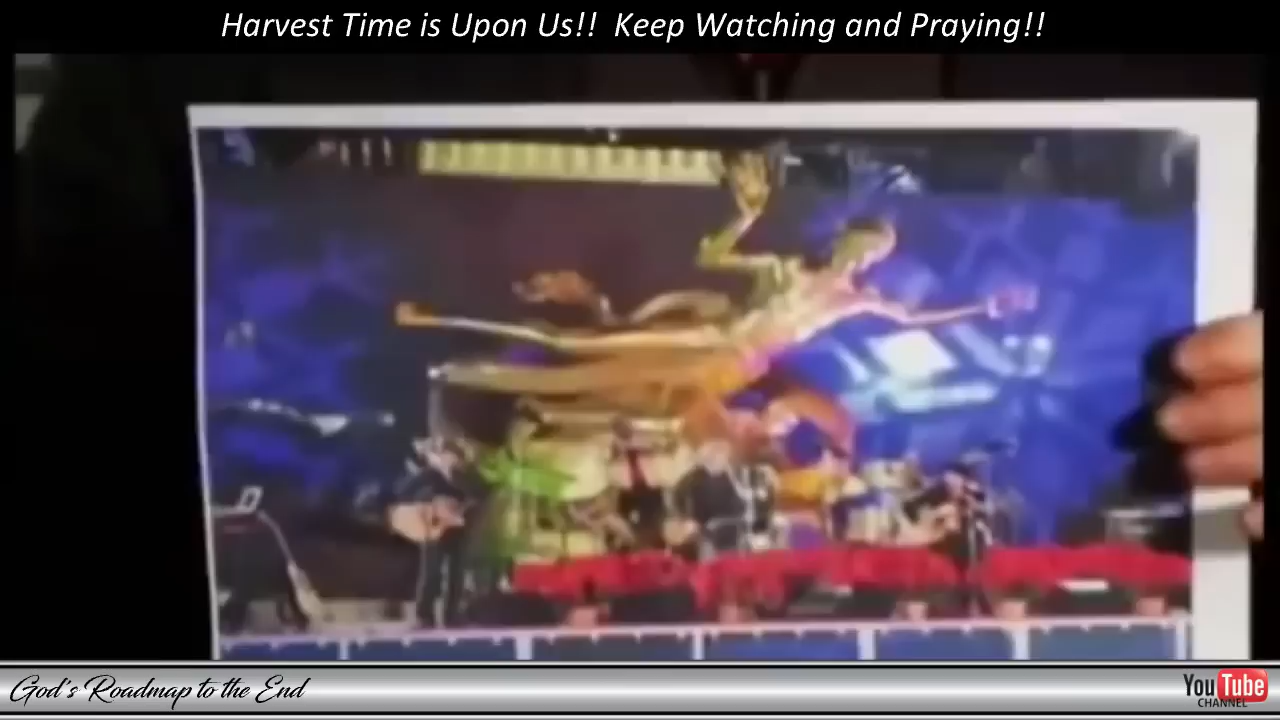 Harvest Time is Upon Us!! Keep Watching and Praying!!
God's Roadmap to the End
YouTube
CHANNEL